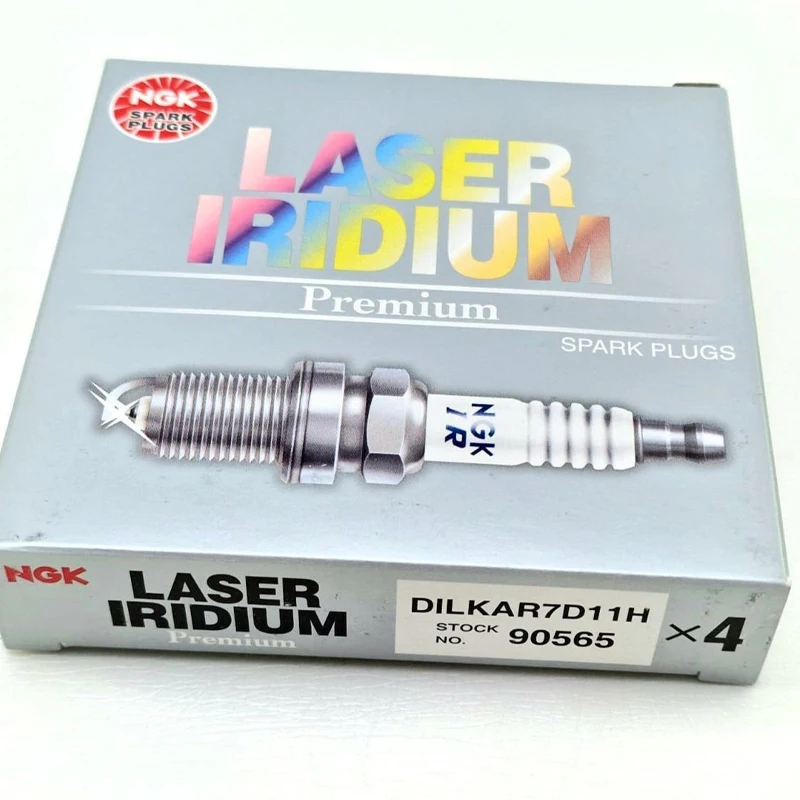 NGK
SPARK
PLUGS
LASER
IRIDIUM
Premium
SPARK PLUGS
NGK
IR
NGK
LASER
IRIDIUM
Premium
DILKAR7D11H
STOCK NO. 90565
×4